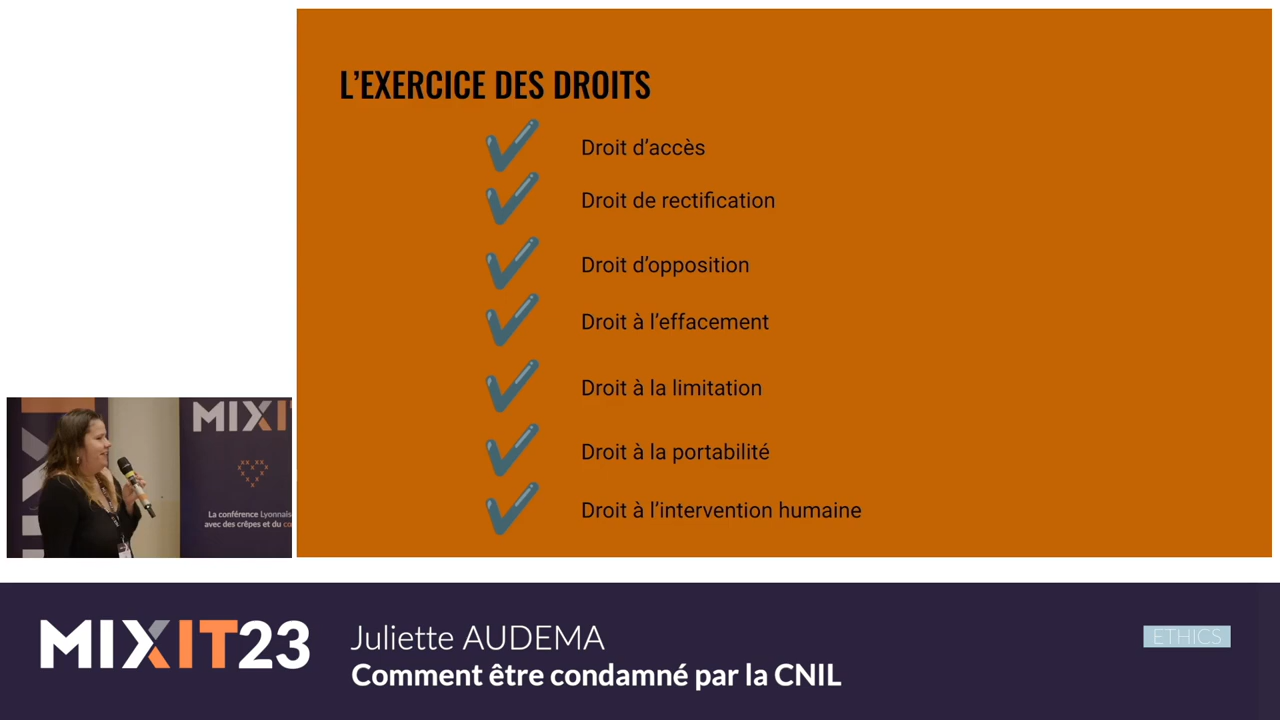 L'EXERCICE DES DROITS
Droit d'accès
Droit de rectification
Droit d'opposition
Droit à l'effacement
Droit à la limitation
Droit à la portabilité
Droit à l'intervention humaine
MIXIT
La conférence Lyonnais
avec des crêpes et du co
MIXIT23
Juliette AUDEMA
Comment être condamné par la CNIL
ETHICS